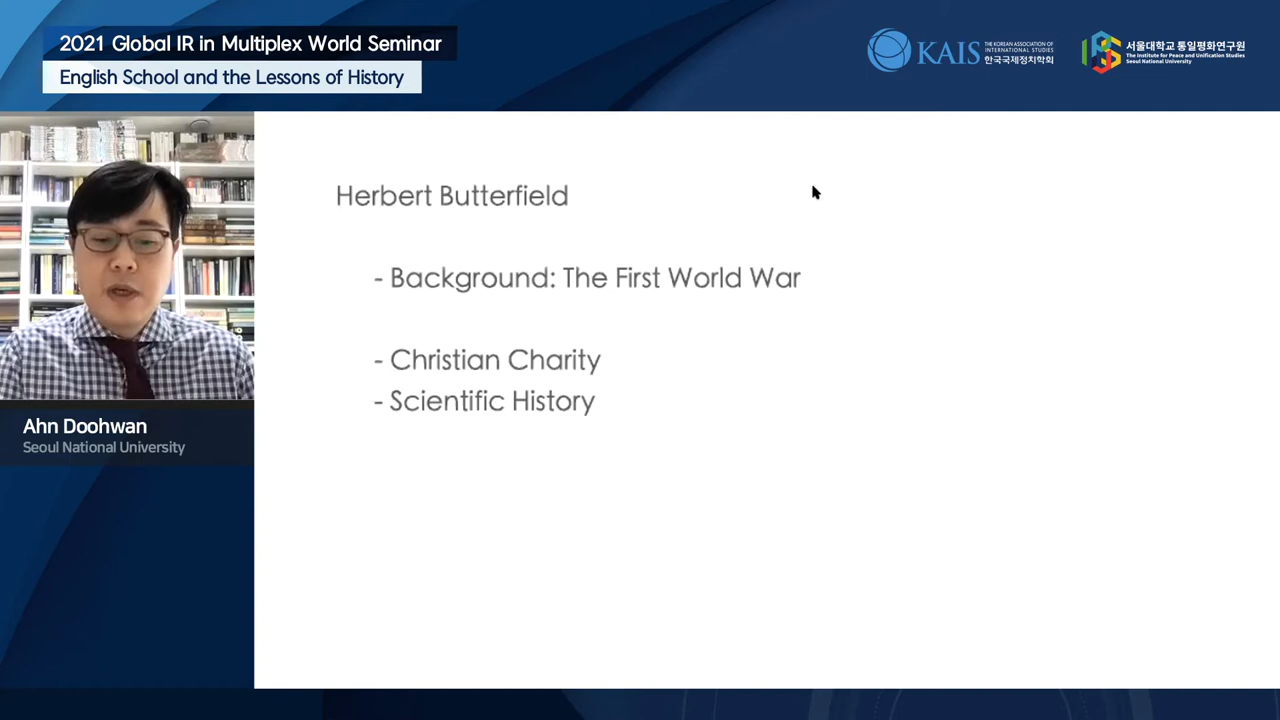 2021 Global IR in Multiplex World Seminar
English School and the Lessons of History
KAIS
THE KOREAN ASSOCIATION OF
INTERNATIONAL STUDIES
한국국제정치학회
서울대학교 통일평화연구원
The Institute for Peace and Unification Studies
Seoul National University
Herbert Butterfield
- Background: The First World War
- Christian Charity
- Scientific History
Ahn Doohwan
Seoul National University